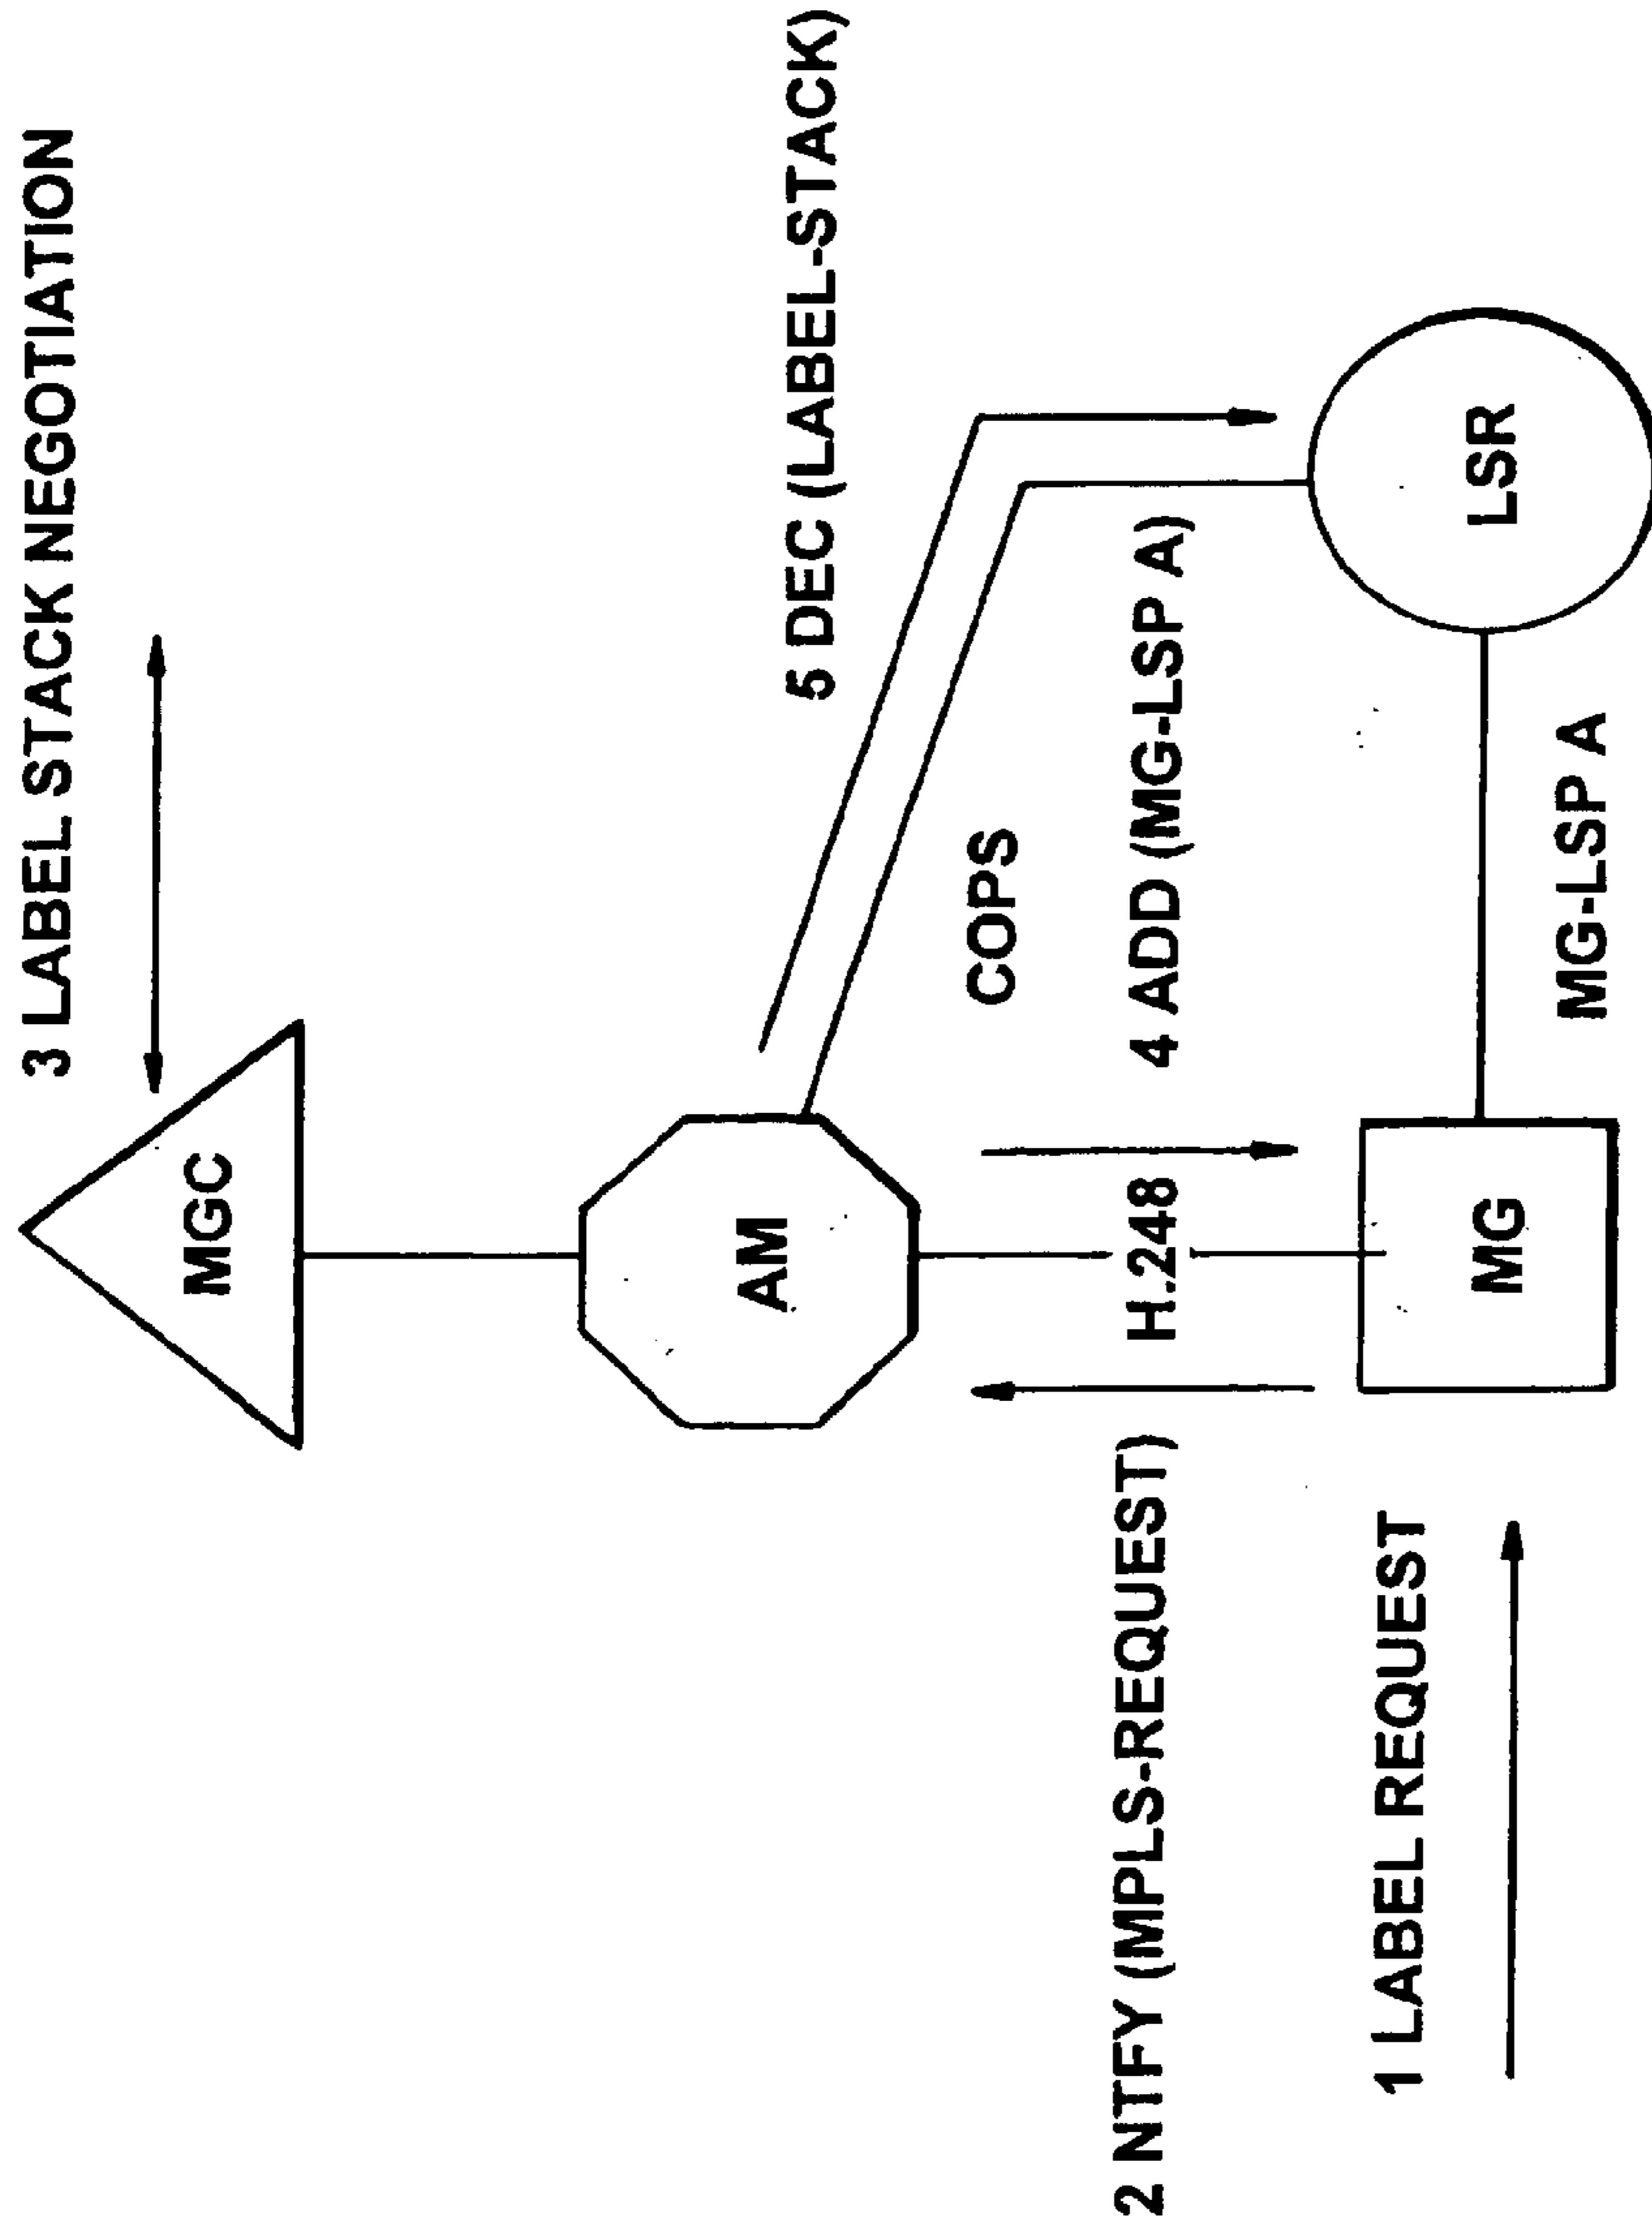 3 LABEL STACK NEGOTIATION
MGC
5 DEC (LABEL-STACK)
AM
COPS
2 NTFY (MPLS-REQUEST)
H.248
4 ADD (MG-LSP A)
1 LABEL REQUEST
MG
LSR
MG-LSP A